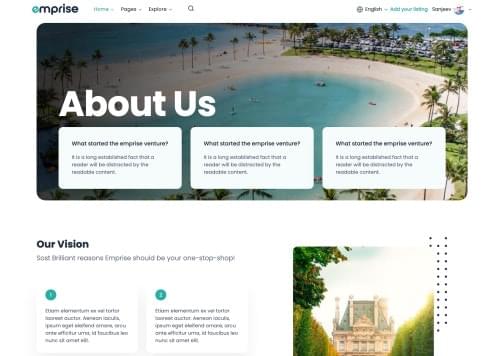 emprise Home Pages Explore English Add your listing Sanjeev
About Us
What started the emprise venture? What started the emprise venture? What started the emprise venture?
It is a long established fact that a It is a long established fact that a It is a long established fact that a
reader will be distracted by the reader will be distracted by the reader will be distracted by the
readable content. readable content. readable content.
Our Vision
Sost Brilliant reasons Emprise should be your one-stop-shop!
1 2
Etiam elementum ex vel tortor Etiam elementum ex vel tortor
laoreet auctor. Aenean iaculis, laoreet auctor. Aenean iaculis,
ipsum eget eleifend ornare, arcu ipsum eget eleifend ornare, arcu
ante efficitur uma, id euismod leo ante efficitur uma, id euismod leo
nunc sit amet elit. nunc sit amet elit.